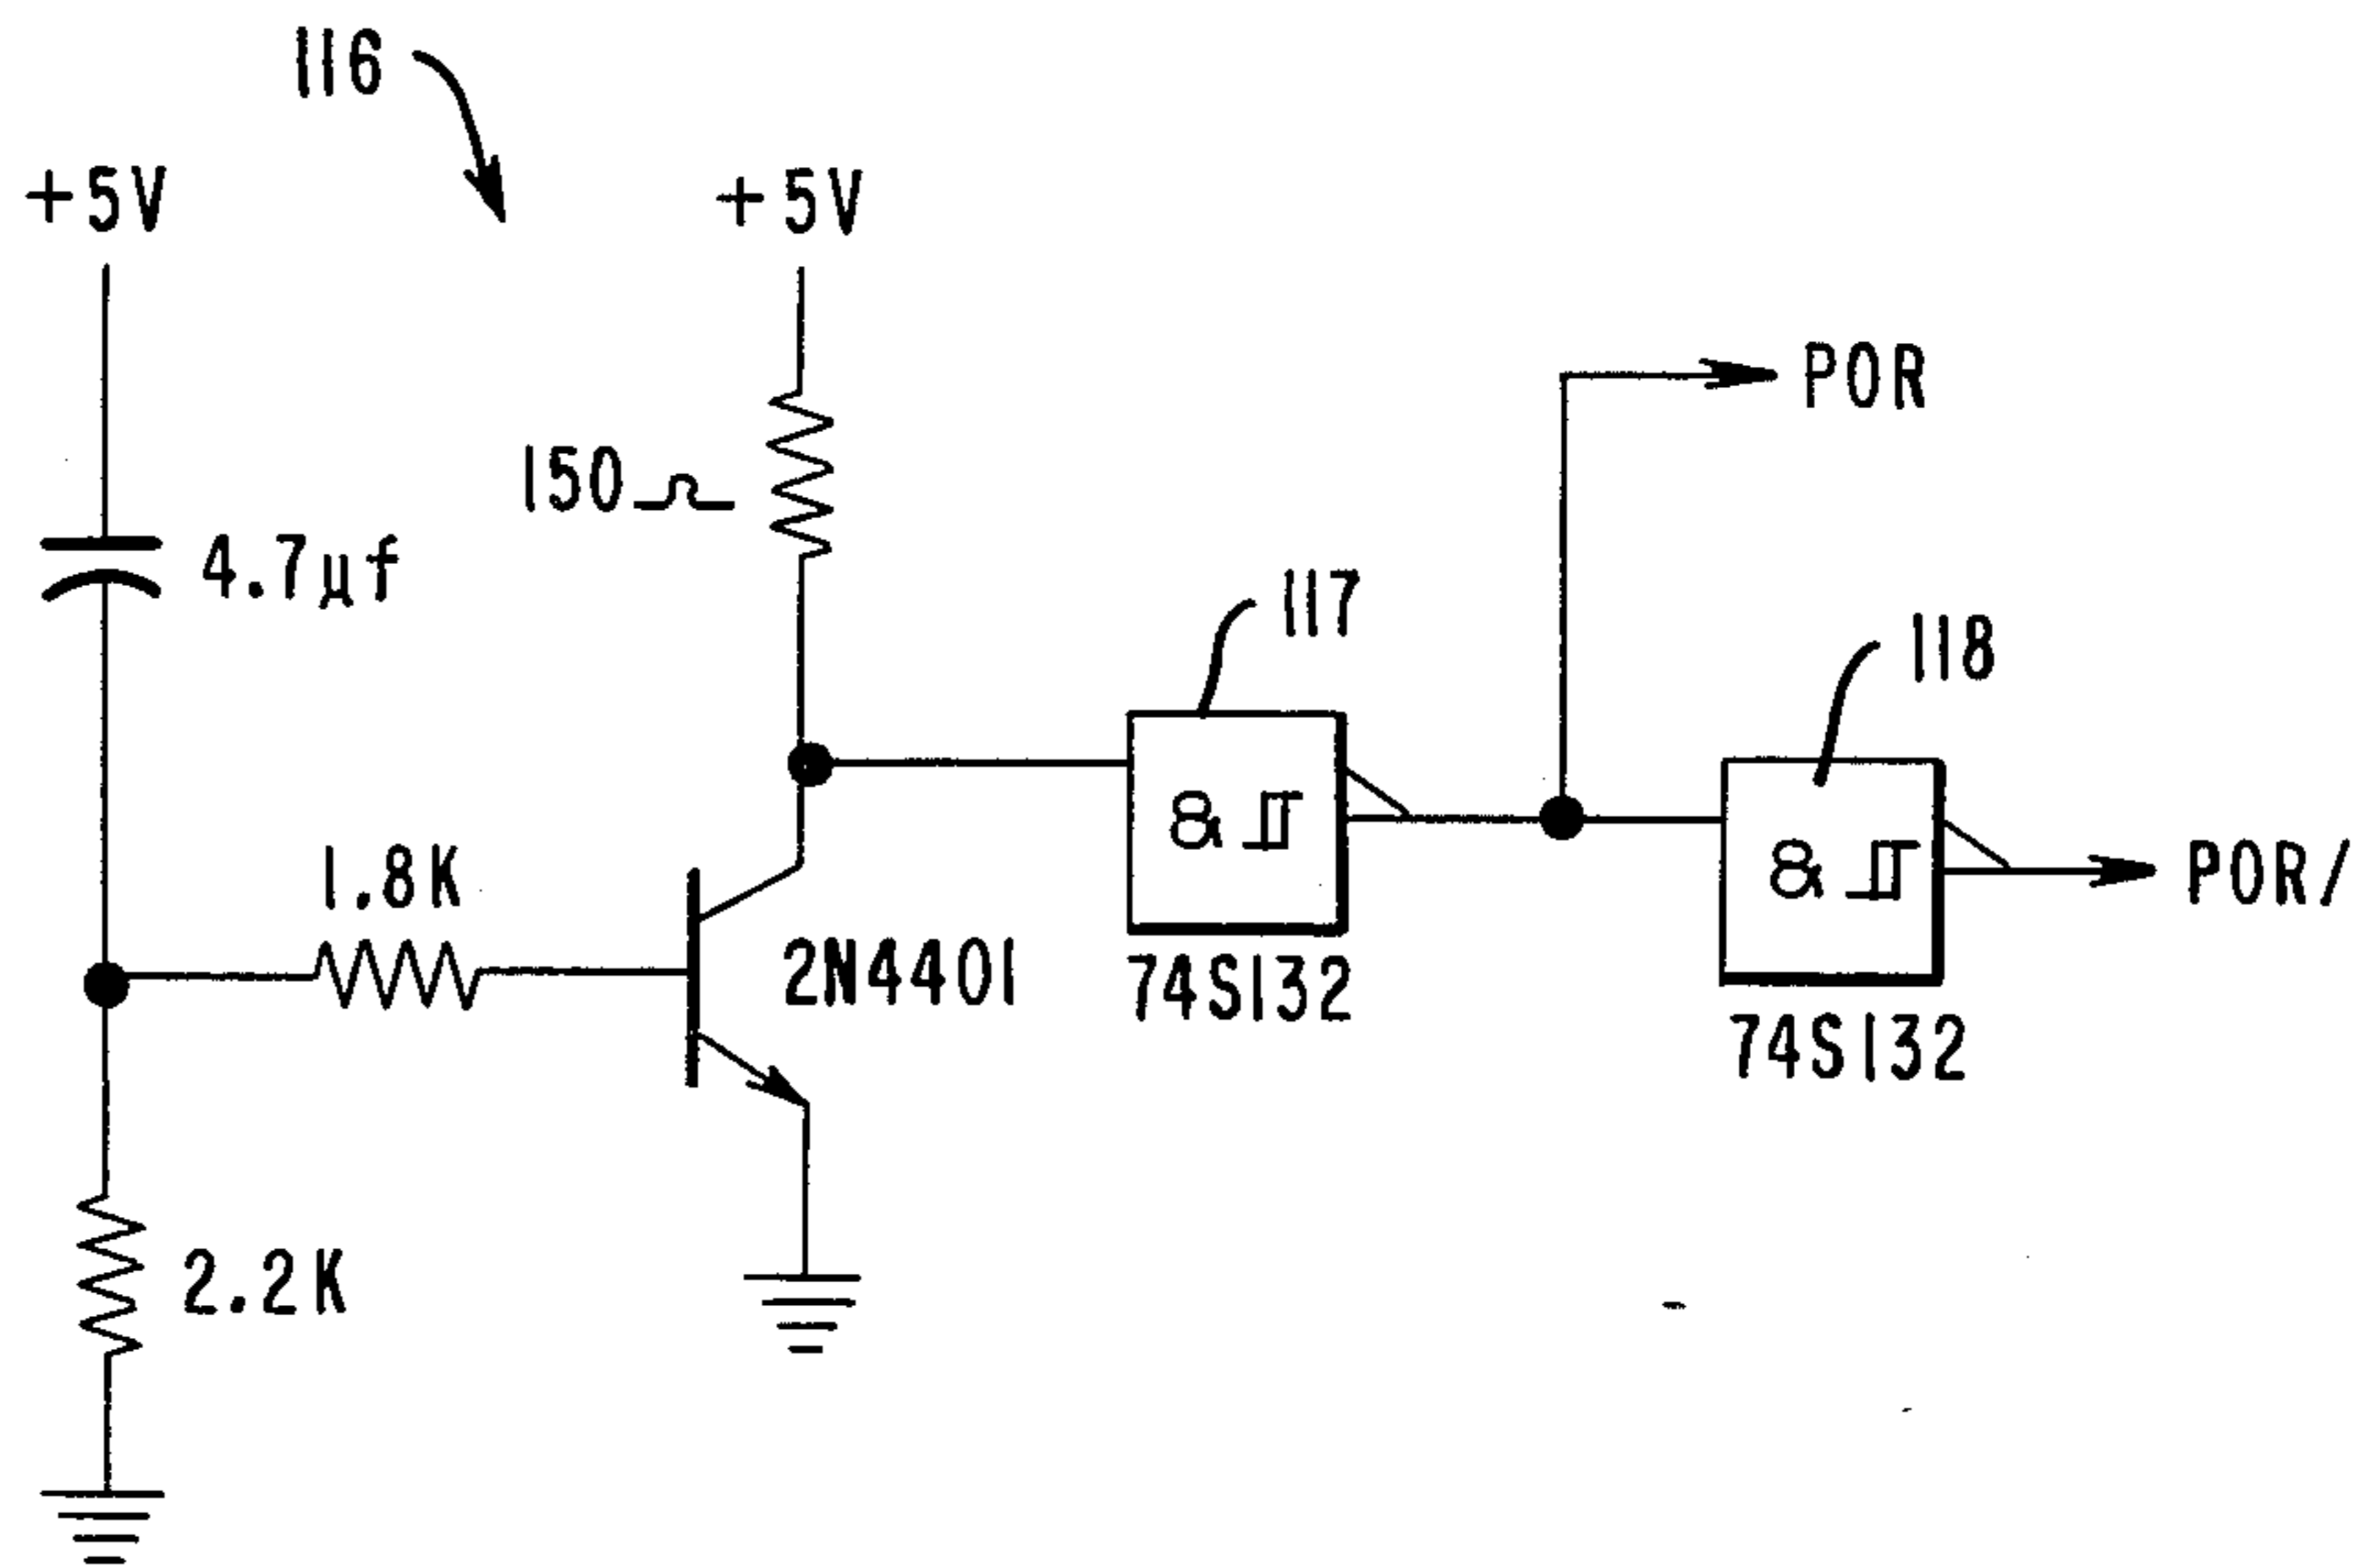 116
+5V
+5V
150Ω
4.7µf
POR
117
118
1.8K
&
&
POR/
2N4401
74S132
74S132
2.2K